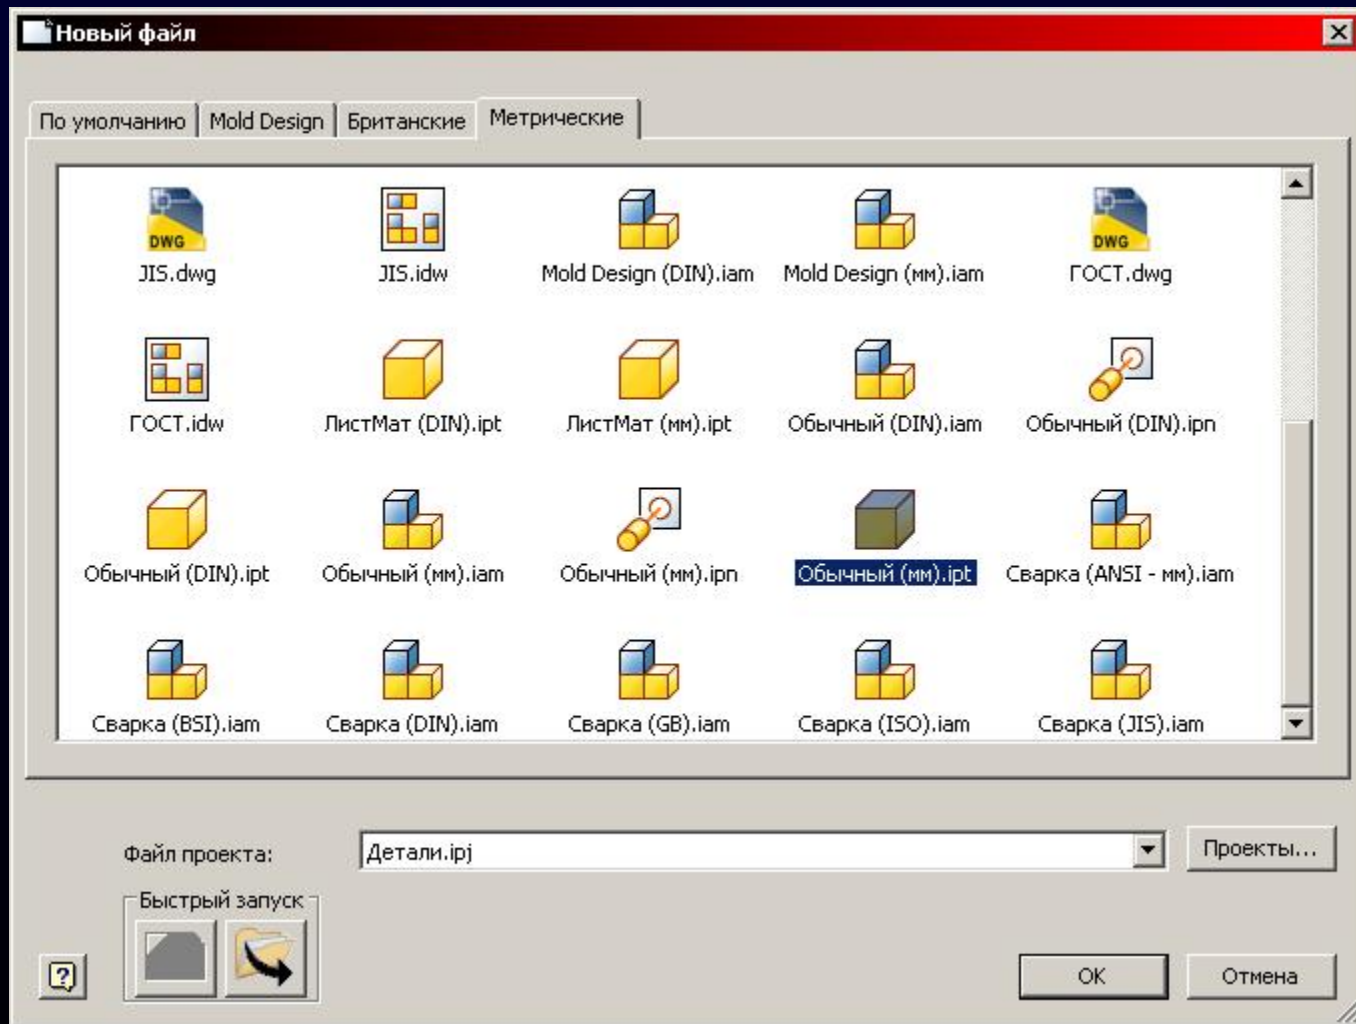 Новый файл
По умолчанию Mold Design Британские Метрические
DWG DWG
JIS.dwg JIS.idw Mold Design (DIN).iam Mold Design (мм).iam ГОСТ.dwg
ГОСТ.idw ЛистМат (DIN).ipt ЛистМат (мм).ipt Обычный (DIN).iam Обычный (DIN).ipn
Обычный (DIN).ipt Обычный (мм).iam Обычный (мм).ipn Обычный (мм).ipt Сварка (ANSI - мм).iam
Сварка (BSI).iam Сварка (DIN).iam Сварка (GB).iam Сварка (ISO).iam Сварка (JIS).iam
Файл проекта: Детали.ipj Проекты...
Быстрый запуск
? OK Отмена